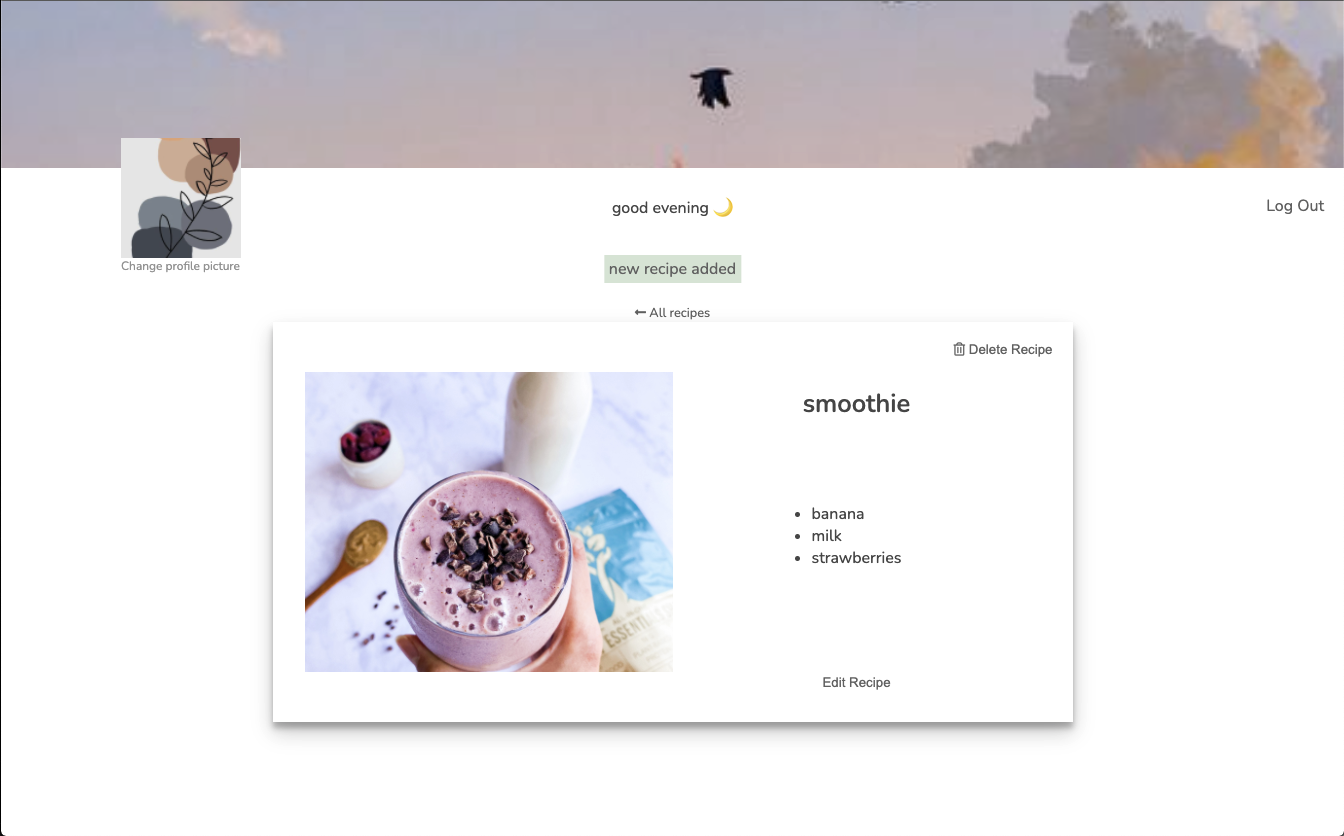 good evening 🌙
Log Out
Change profile picture
new recipe added
← All recipes
Delete Recipe
smoothie
• banana
• milk
• strawberries
Edit Recipe